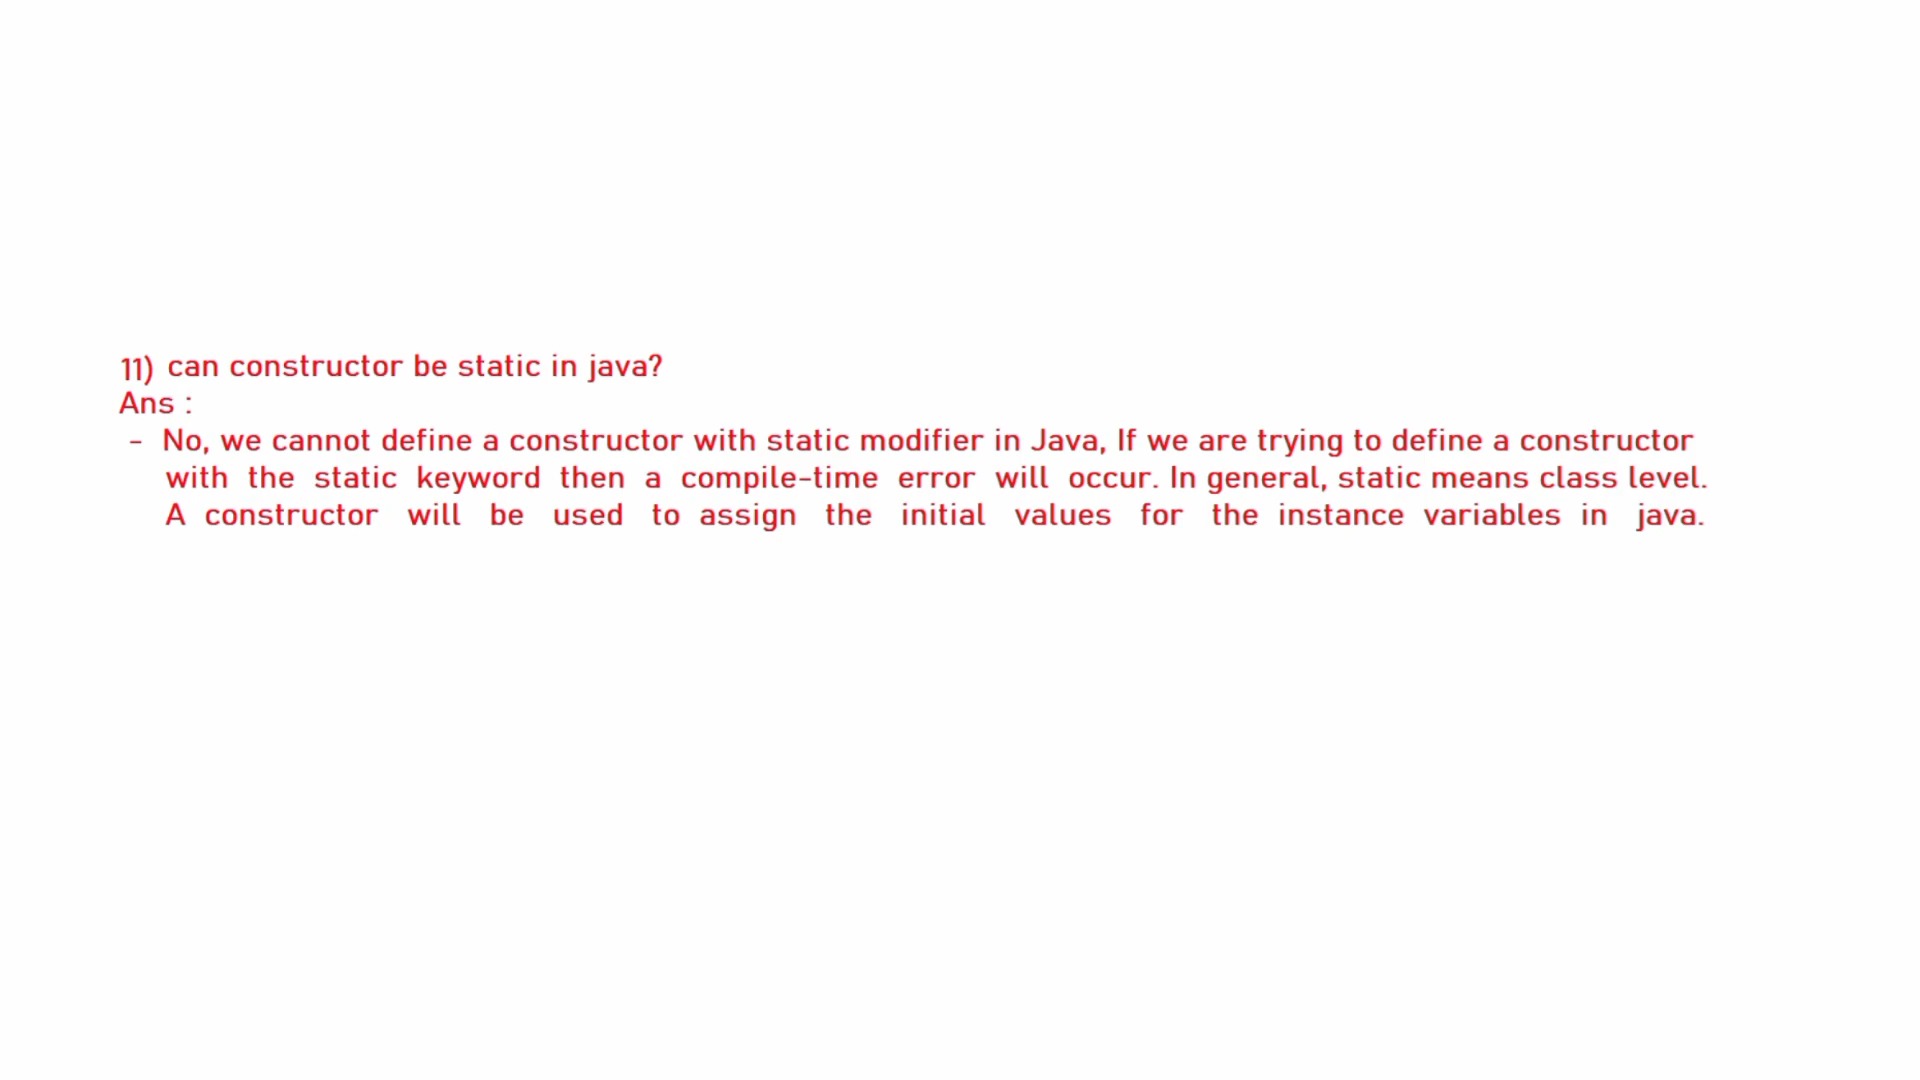 11) can constructor be static in java?
Ans :
- No, we cannot define a constructor with static modifier in Java, If we are trying to define a constructor
with the static keyword then a compile-time error will occur. In general, static means class level.
A constructor will be used to assign the initial values for the instance variables in java.